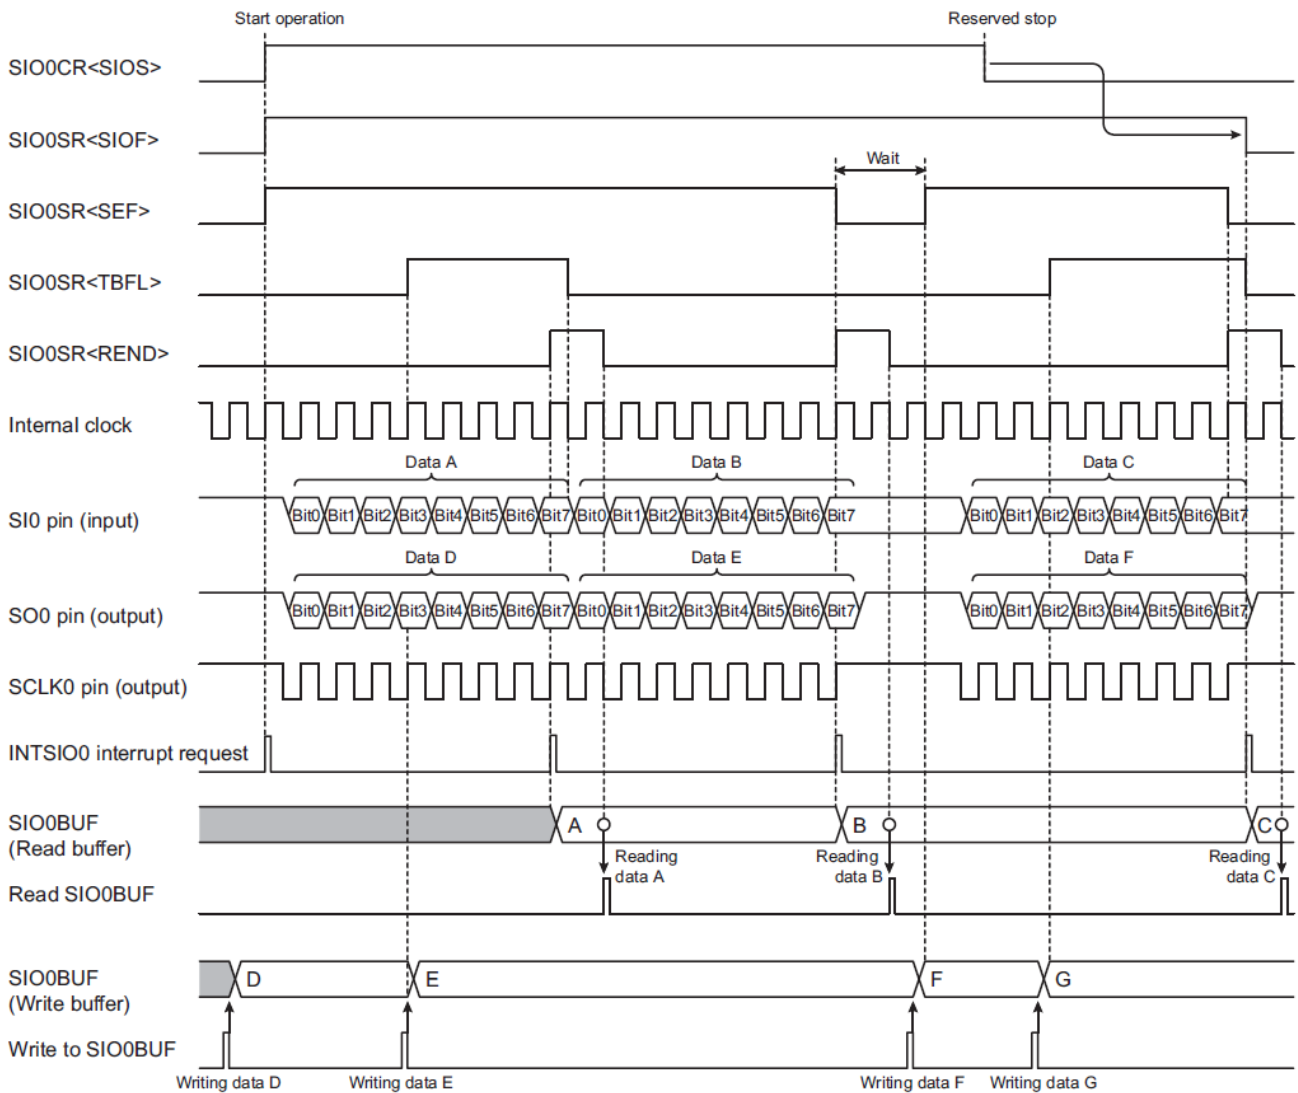 Start operation
Reserved stop
SIO0CR<SIOS>
SIO0SR<SIOF>
Wait
SIO0SR<SEF>
SIO0SR<TBFL>
SIO0SR<REND>
Internal clock
Data A
Data B
Data C
SI0 pin (input)
Bit0 Bit1 Bit2 Bit3 Bit4 Bit5 Bit6 Bit7 Bit0 Bit1 Bit2 Bit3 Bit4 Bit5 Bit6 Bit7 Bit0 Bit1 Bit2 Bit3 Bit4 Bit5 Bit6 Bit7
Data D
Data E
Data F
SO0 pin (output)
Bit0 Bit1 Bit2 Bit3 Bit4 Bit5 Bit6 Bit7 Bit0 Bit1 Bit2 Bit3 Bit4 Bit5 Bit6 Bit7 Bit0 Bit1 Bit2 Bit3 Bit4 Bit5 Bit6 Bit7
SCLK0 pin (output)
INTSIO0 interrupt request
SIO0BUF
(Read buffer)
A
B
C
Reading
data A
Reading
data B
Reading
data C
Read SIO0BUF
SIO0BUF
(Write buffer)
D
E
F
G
Write to SIO0BUF
Writing data D
Writing data E
Writing data F
Writing data G